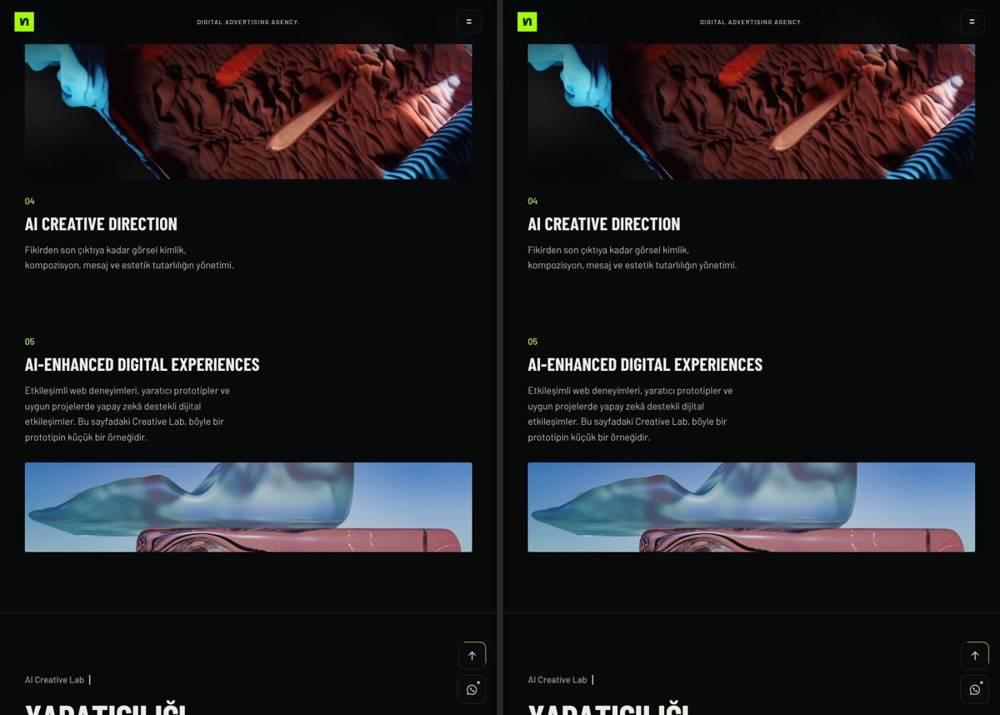 DIGITAL ADVERTISING AGENCY.
04
AI CREATIVE DIRECTION
Fikirden son çıktıya kadar görsel kimlik,
kompozisyon, mesaj ve estetik tutarlılığın yönetimi.
05
AI-ENHANCED DIGITAL EXPERIENCES
Etkileşimli web deneyimleri, yaratıcı prototipler ve
uygun projelerde yapay zekâ destekli dijital
etkileşimler. Bu sayfadaki Creative Lab, böyle bir
prototipin küçük bir örneğidir.
AI Creative Lab
YARATICILIĞI
DIGITAL ADVERTISING AGENCY.
04
AI CREATIVE DIRECTION
Fikirden son çıktıya kadar görsel kimlik,
kompozisyon, mesaj ve estetik tutarlılığın yönetimi.
05
AI-ENHANCED DIGITAL EXPERIENCES
Etkileşimli web deneyimleri, yaratıcı prototipler ve
uygun projelerde yapay zekâ destekli dijital
etkileşimler. Bu sayfadaki Creative Lab, böyle bir
prototipin küçük bir örneğidir.
AI Creative Lab
YARATICILIĞI